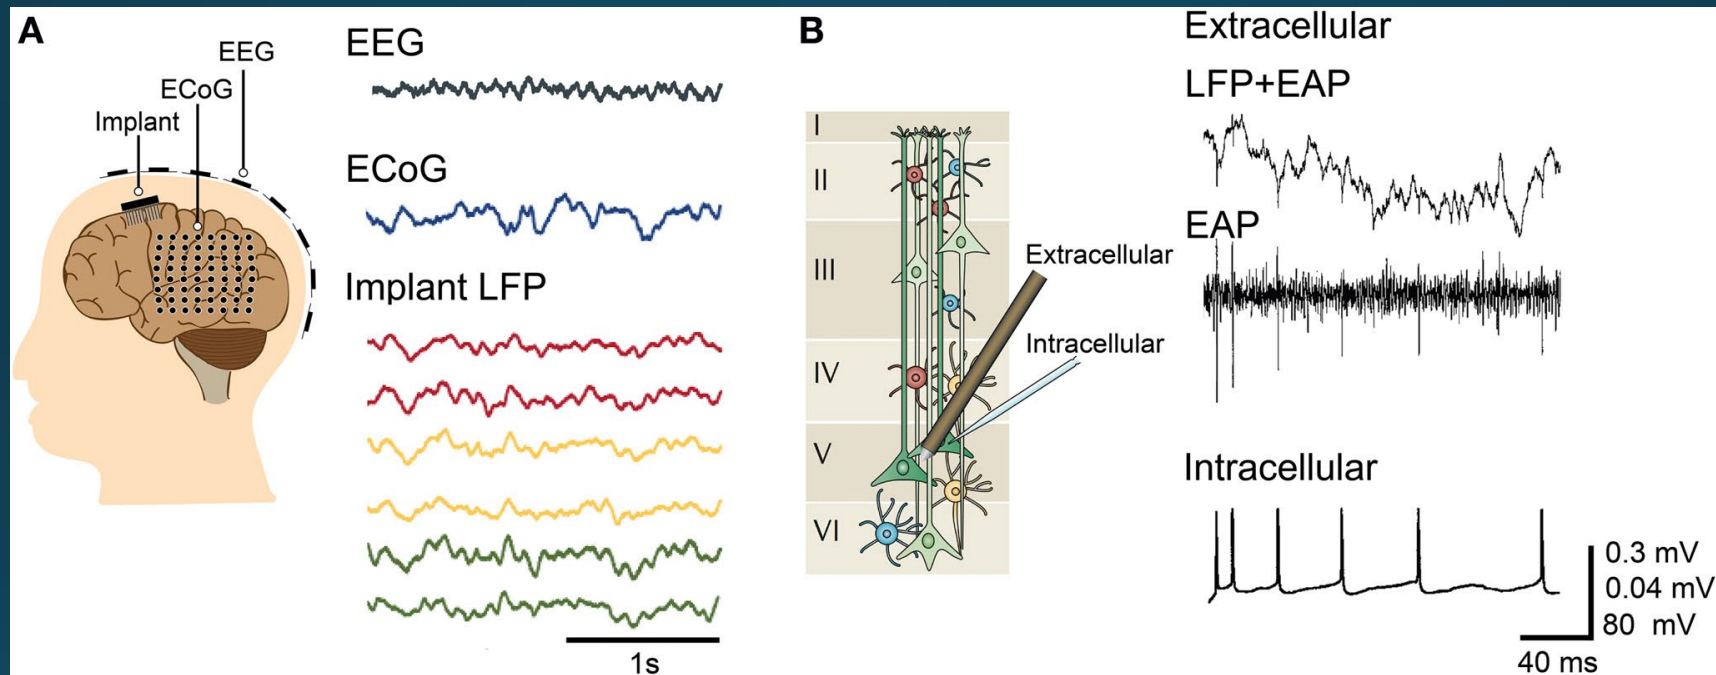 A
EEG
ECoG
Implant
EEG
ECoG
Implant LFP
1s
B
I
II
III
IV
V
VI
Extracellular
Intracellular
Extracellular
LFP+EAP
EAP
Intracellular
0.3 mV
0.04 mV
80 mV
40 ms